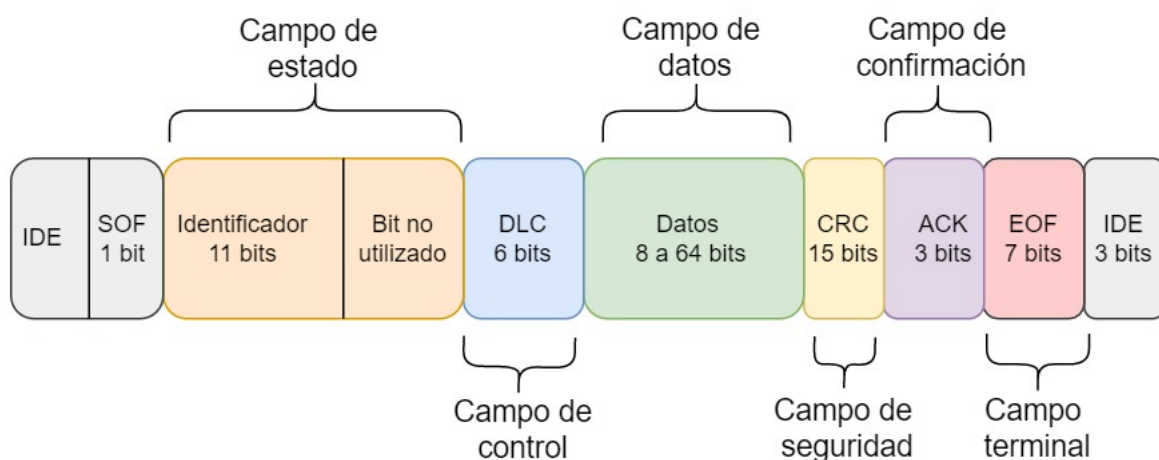 Campo de
estado
Campo de
datos
Campo de
confirmación
IDE
SOF
1 bit
Identificador
11 bits
Bit no
utilizado
DLC
6 bits
Datos
8 a 64 bits
CRC
15 bits
ACK
3 bits
EOF
7 bits
IDE
3 bits
Campo de
control
Campo de
seguridad
Campo
terminal